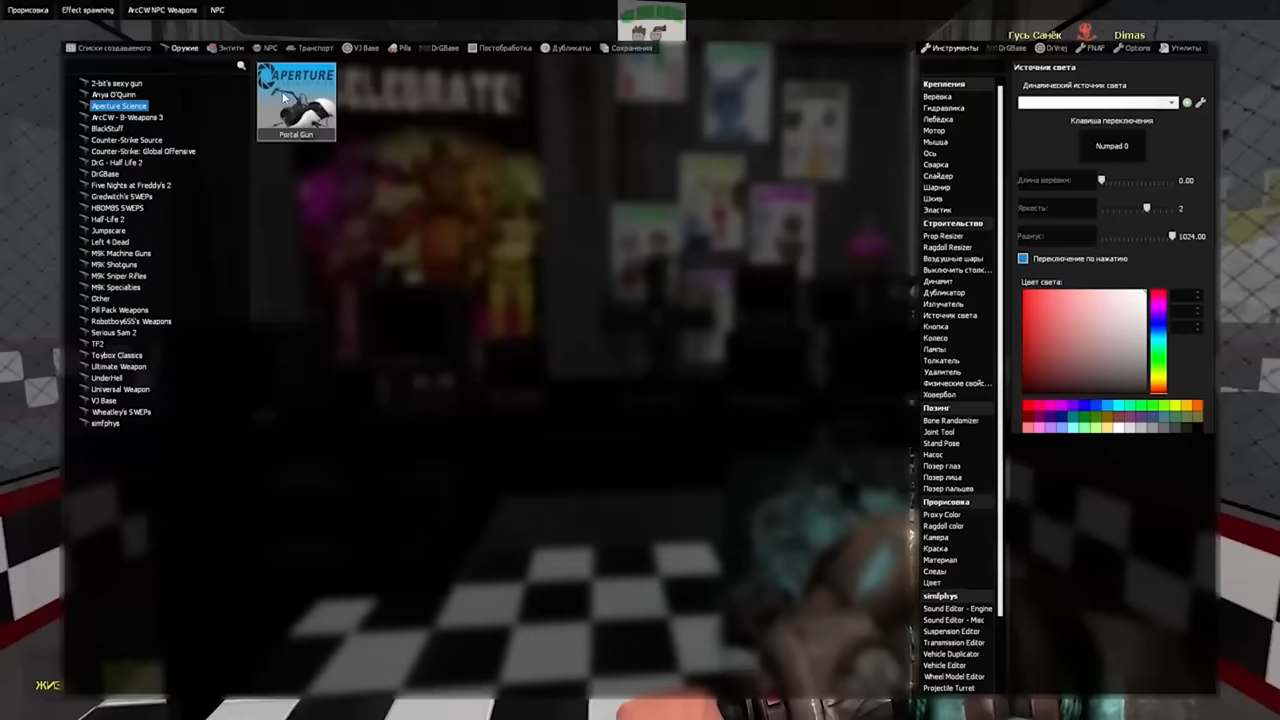 Прорисовка Effect spawning ArcCW NPC Weapons NPC
Гусь Санёк Dimas
Списки создаваемого Оружие Энтити NPC Транспорт VJ Base Pills DrGBase Постобработка Дубликаты Сохранения
Инструменты DrGBase DrVrej FNAF Options Утилиты
2-bit's sexy gun
Anya O'Quinn
Aperture Science
ArcCW - B-Weapons 3
BlackStuff
Counter-Strike Source
Counter-Strike: Global Offensive
DrG - Half Life 2
DrGBase
Five Nights at Freddy's 2
Gredwitch's SWEPs
HBOMBS SWEPS
Half-Life 2
Jumpscare
Left 4 Dead
M9K Machine Guns
M9K Shotguns
M9K Sniper Rifles
M9K Specialties
Other
Pill Pack Weapons
Robotboy655's Weapons
Serious Sam 2
TF2
Toybox Classics
Ultimate Weapon
UnderHell
Universal Weapon
VJ Base
Wheatley's SWEPs
simfphys
APERTURE
Portal Gun
CELEBRATE!
Крепления
Верёвка
Гидравлика
Лебёдка
Мотор
Мышца
Ось
Сварка
Слайдер
Шарнир
Шкив
Эластик
Строительство
Prop Resizer
Ragdoll Resizer
Воздушные шары
Выключить столк...
Динамит
Дубликатор
Излучатель
Источник света
Кнопка
Колесо
Лампы
Толкатель
Удалитель
Физические свойс...
Ховербол
Позинг
Bone Randomizer
Joint Tool
Stand Pose
Насос
Позер глаз
Позер лица
Позер пальцев
Прорисовка
Proxy Color
Ragdoll color
Камера
Краска
Материал
Следы
Цвет
simfphys
Sound Editor - Engine
Sound Editor - Misc
Suspension Editor
Transmission Editor
Vehicle Duplicator
Vehicle Editor
Wheel Model Editor
Projectile Turret
Источник света
Динамический источник света
Клавиша переключения
Numpad 0
Длина верёвки: 0.00
Яркость: 2
Радиус: 1024.00
Переключение по нажатию
Цвет света: